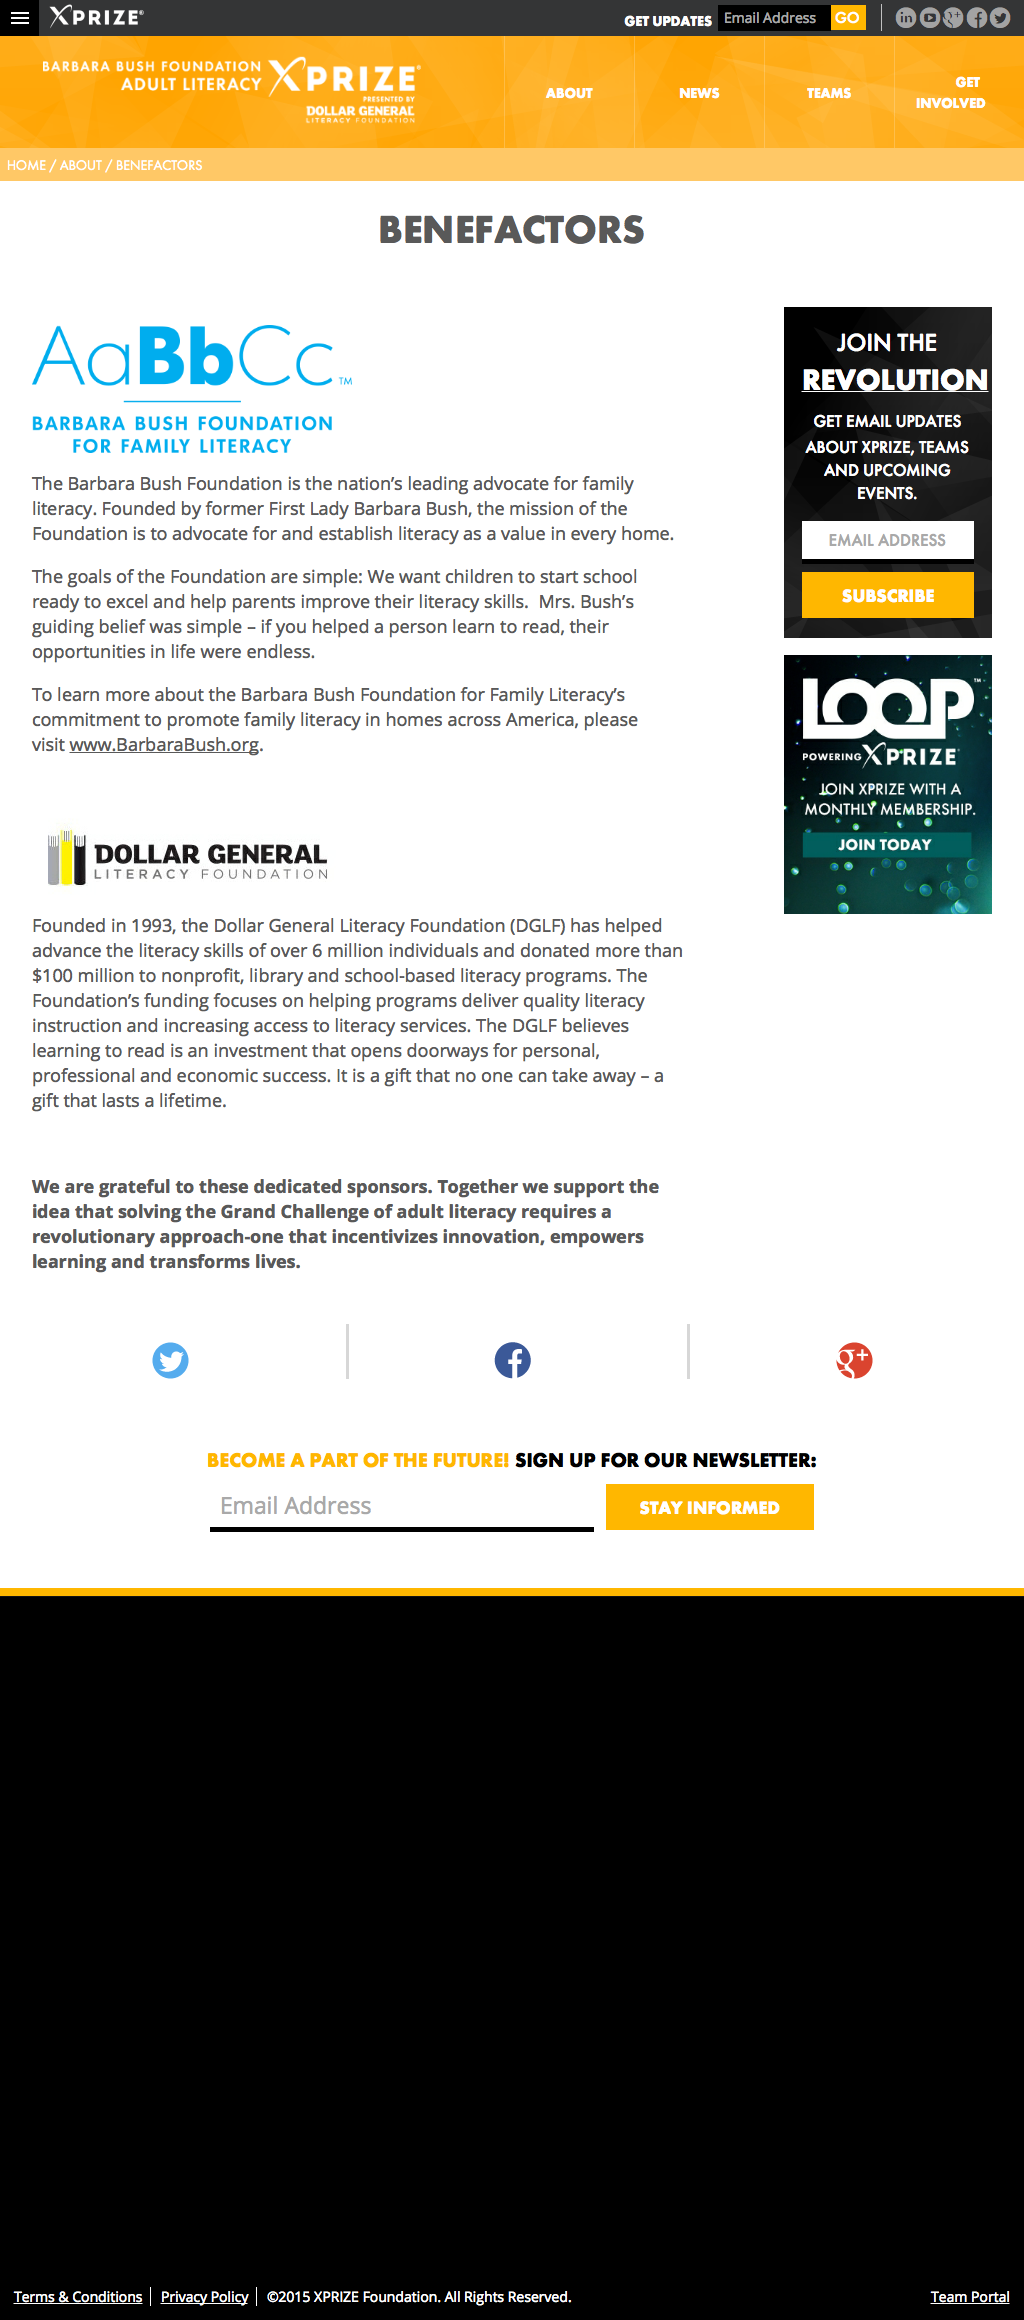 XPRIZE®
GET UPDATES Email Address GO
BARBARA BUSH FOUNDATION
ADULT LITERACY XPRIZE®
PRESENTED BY
DOLLAR GENERAL
LITERACY FOUNDATION
ABOUT
NEWS
TEAMS
GET
INVOLVED
HOME / ABOUT / BENEFACTORS
BENEFACTORS
AaBbCc™
BARBARA BUSH FOUNDATION
FOR FAMILY LITERACY
The Barbara Bush Foundation is the nation’s leading advocate for family
literacy. Founded by former First Lady Barbara Bush, the mission of the
Foundation is to advocate for and establish literacy as a value in every home.
The goals of the Foundation are simple: We want children to start school
ready to excel and help parents improve their literacy skills.  Mrs. Bush’s
guiding belief was simple – if you helped a person learn to read, their
opportunities in life were endless.
To learn more about the Barbara Bush Foundation for Family Literacy’s
commitment to promote family literacy in homes across America, please
visit www.BarbaraBush.org.
DOLLAR GENERAL
LITERACY FOUNDATION
Founded in 1993, the Dollar General Literacy Foundation (DGLF) has helped
advance the literacy skills of over 6 million individuals and donated more than
$100 million to nonprofit, library and school-based literacy programs. The
Foundation’s funding focuses on helping programs deliver quality literacy
instruction and increasing access to literacy services. The DGLF believes
learning to read is an investment that opens doorways for personal,
professional and economic success. It is a gift that no one can take away – a
gift that lasts a lifetime.
We are grateful to these dedicated sponsors. Together we support the
idea that solving the Grand Challenge of adult literacy requires a
revolutionary approach-one that incentivizes innovation, empowers
learning and transforms lives.
JOIN THE
REVOLUTION
GET EMAIL UPDATES
ABOUT XPRIZE, TEAMS
AND UPCOMING
EVENTS.
EMAIL ADDRESS
SUBSCRIBE
LOOP™
POWERING XPRIZE
JOIN XPRIZE WITH A
MONTHLY MEMBERSHIP.
JOIN TODAY
BECOME A PART OF THE FUTURE! SIGN UP FOR OUR NEWSLETTER:
Email Address
STAY INFORMED
Terms & Conditions
Privacy Policy
©2015 XPRIZE Foundation. All Rights Reserved.
Team Portal